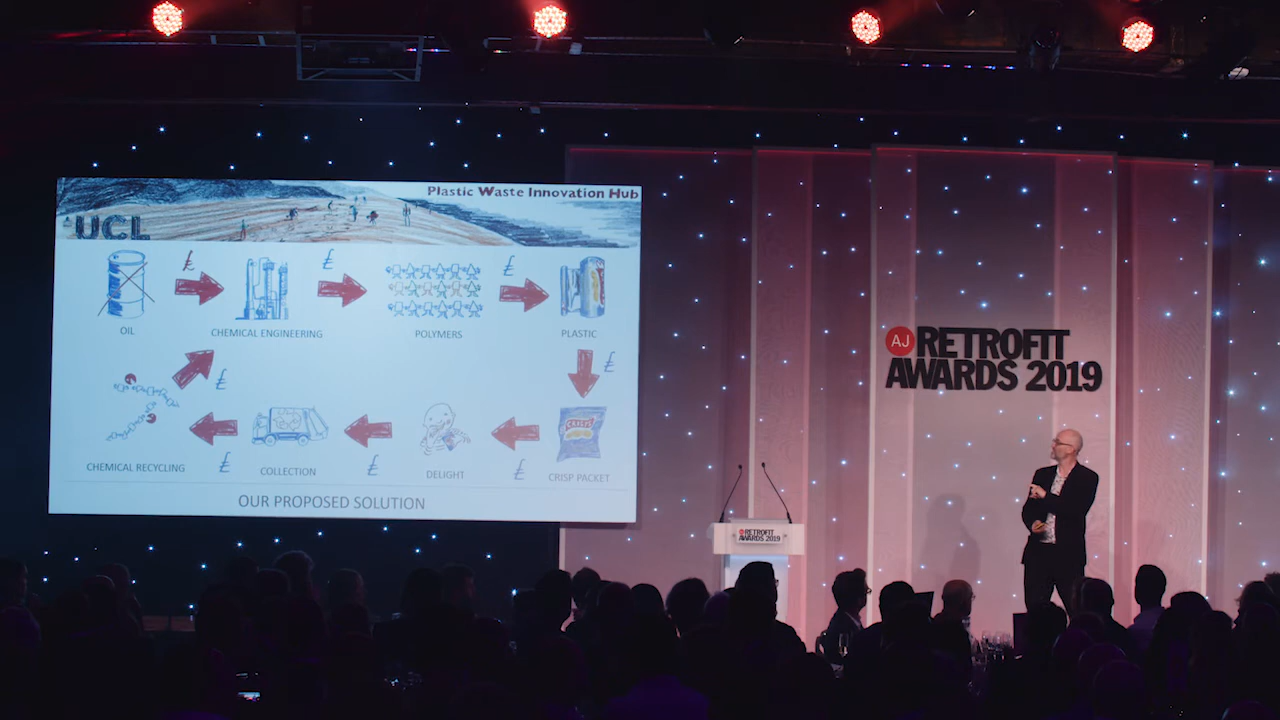 Plastic Waste Innovation Hub
UCL
£
£
£
OIL
CHEMICAL ENGINEERING
POLYMERS
PLASTIC
£
£
CRISPS
£
£
£
CHEMICAL RECYCLING
COLLECTION
DELIGHT
CRISP PACKET
OUR PROPOSED SOLUTION
AJ RETROFIT
AWARDS 2019
RETROFIT
AWARDS 2019